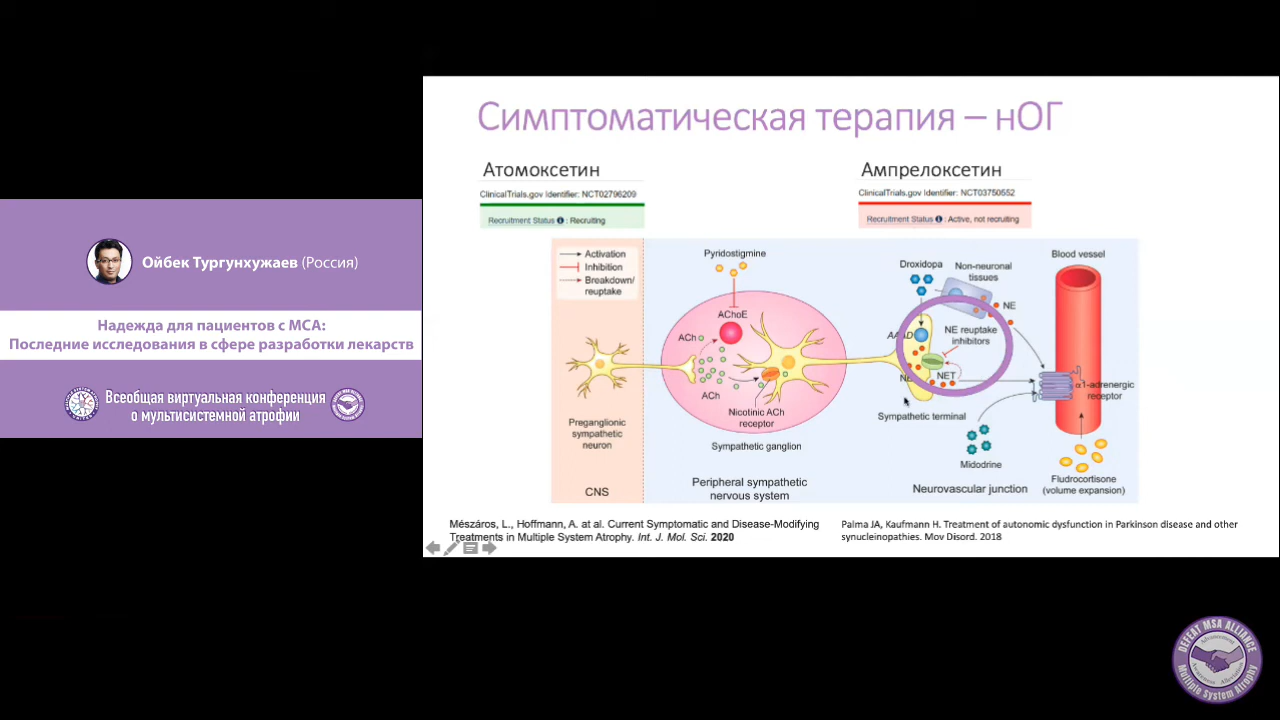 Ойбек Тургунхужаев (Россия)
Надежда для пациентов с МСА:
Последние исследования в сфере разработки лекарств
Всеобщая виртуальная конференция
о мультисистемной атрофии
Симптоматическая терапия – нОГ
Атомоксетин
ClinicalTrials.gov Identifier: NCT02796209
Recruitment Status : Recruiting
Ампрелоксетин
ClinicalTrials.gov Identifier: NCT03750552
Recruitment Status : Active, not recruiting
Activation
Inhibition
Breakdown/
reuptake
Preganglionic
sympathetic
neuron
CNS
Pyridostigmine
AChoE
ACh
ACh
Nicotinic ACh
receptor
Sympathetic ganglion
Peripheral sympathetic
nervous system
Droxidopa
Non-neuronal
tissues
NE
NE reuptake
inhibitors
NET
Sympathetic terminal
Midodrine
Neurovascular junction
Blood vessel
α1-adrenergic
receptor
Fludrocortisone
(volume expansion)
Mészáros, L., Hoffmann, A. at al. Current Symptomatic and Disease-Modifying
Treatments in Multiple System Atrophy. Int. J. Mol. Sci. 2020
Palma JA, Kaufmann H. Treatment of autonomic dysfunction in Parkinson disease and other
synucleinopathies. Mov Disord. 2018
DEFEAT MSA ALLIANCE
Multiple System Atrophy